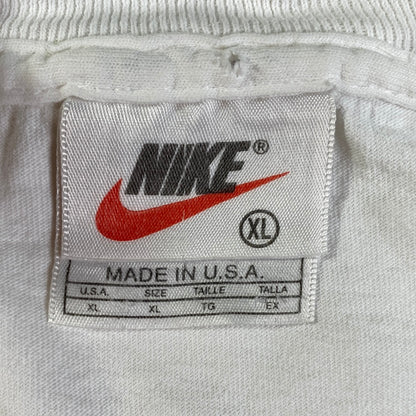 NIKE®
XL
MADE IN U.S.A.
U.S.A. SIZE TAILLE TALLA
XL XL TG EX